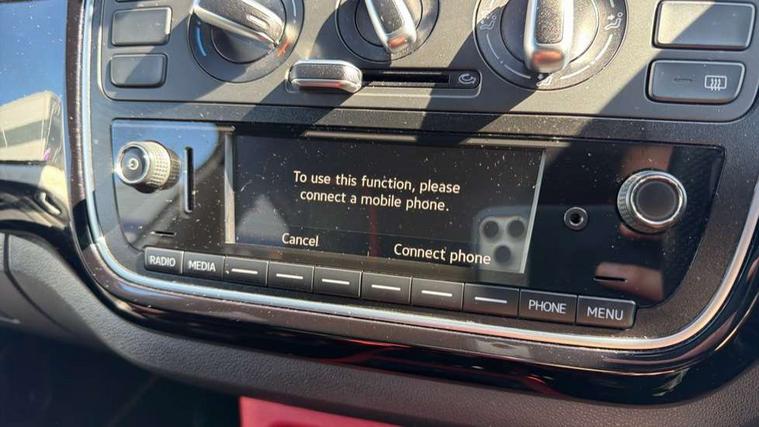 To use this function, please
connect a mobile phone.
Cancel
Connect phone
RADIO
MEDIA
PHONE
MENU